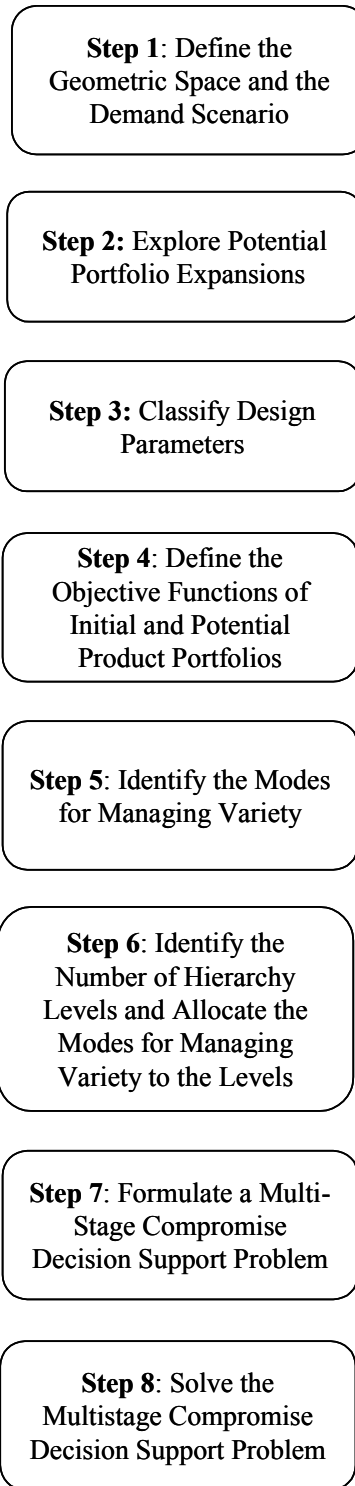 Step 1: Define the
Geometric Space and the
Demand Scenario
Step 2: Explore Potential
Portfolio Expansions
Step 3: Classify Design
Parameters
Step 4: Define the
Objective Functions of
Initial and Potential
Product Portfolios
Step 5: Identify the Modes
for Managing Variety
Step 6: Identify the
Number of Hierarchy
Levels and Allocate the
Modes for Managing
Variety to the Levels
Step 7: Formulate a Multi-
Stage Compromise
Decision Support Problem
Step 8: Solve the
Multistage Compromise
Decision Support Problem